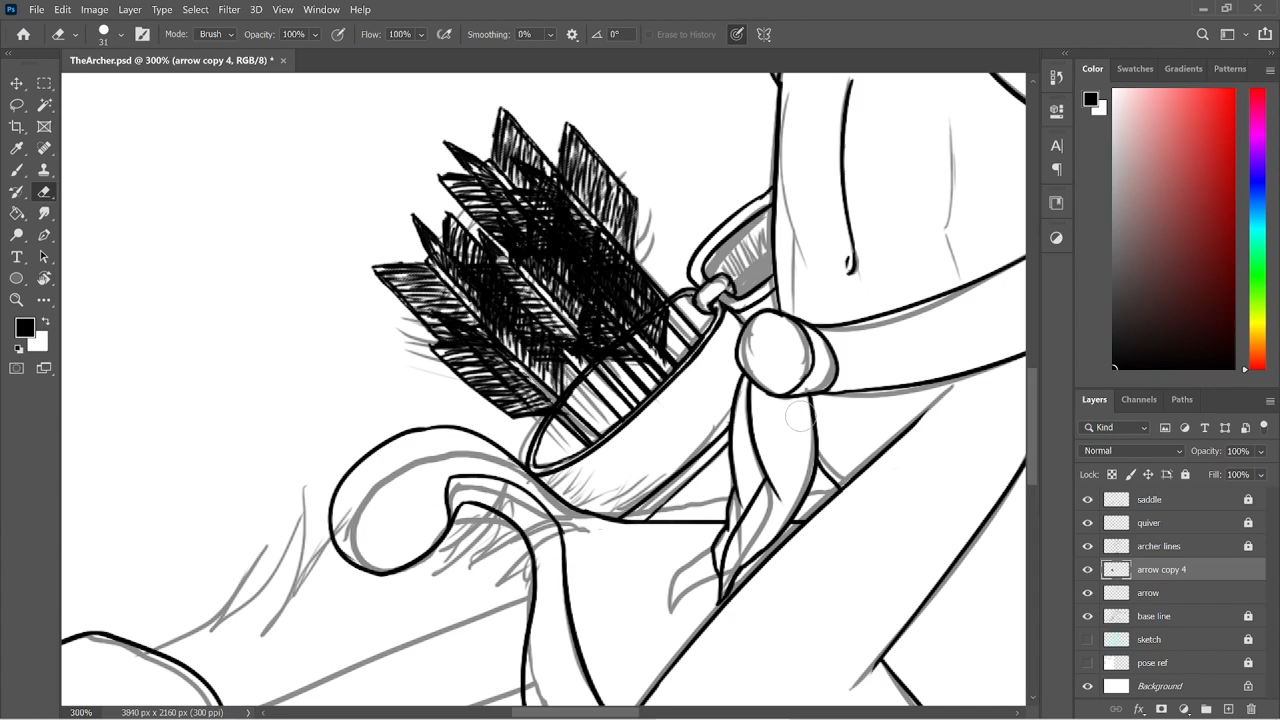 Ps File Edit Image Layer Type Select Filter 3D View Window Help
31 Mode: Brush Opacity: 100% Flow: 100% Smoothing: 0% 0° Erase to History
TheArcher.psd @ 300% (arrow copy 4, RGB/8) * ×
Color Swatches Gradients Patterns
Layers Channels Paths
Kind
Normal Opacity: 100%
Lock: Fill: 100%
saddle
quiver
archer lines
arrow copy 4
arrow
base line
sketch
pose ref
Background
300% 3840 px x 2160 px (300 ppi)